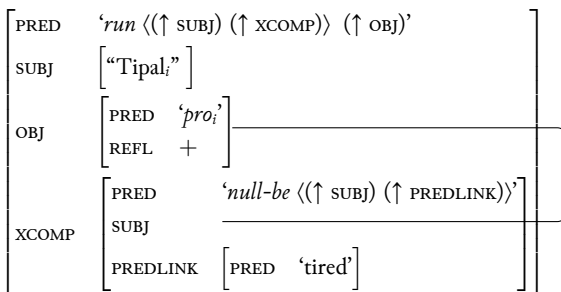 PRED ‘run ⟨(↑ SUBJ) (↑ XCOMP)⟩ (↑ OBJ)’
SUBJ [“Tipalᵢ”]
OBJ [PRED ‘proᵢ’
REFL +]
XCOMP [PRED ‘null-be ⟨(↑ SUBJ) (↑ PREDLINK)⟩’
SUBJ
PREDLINK [PRED ‘tired’]]